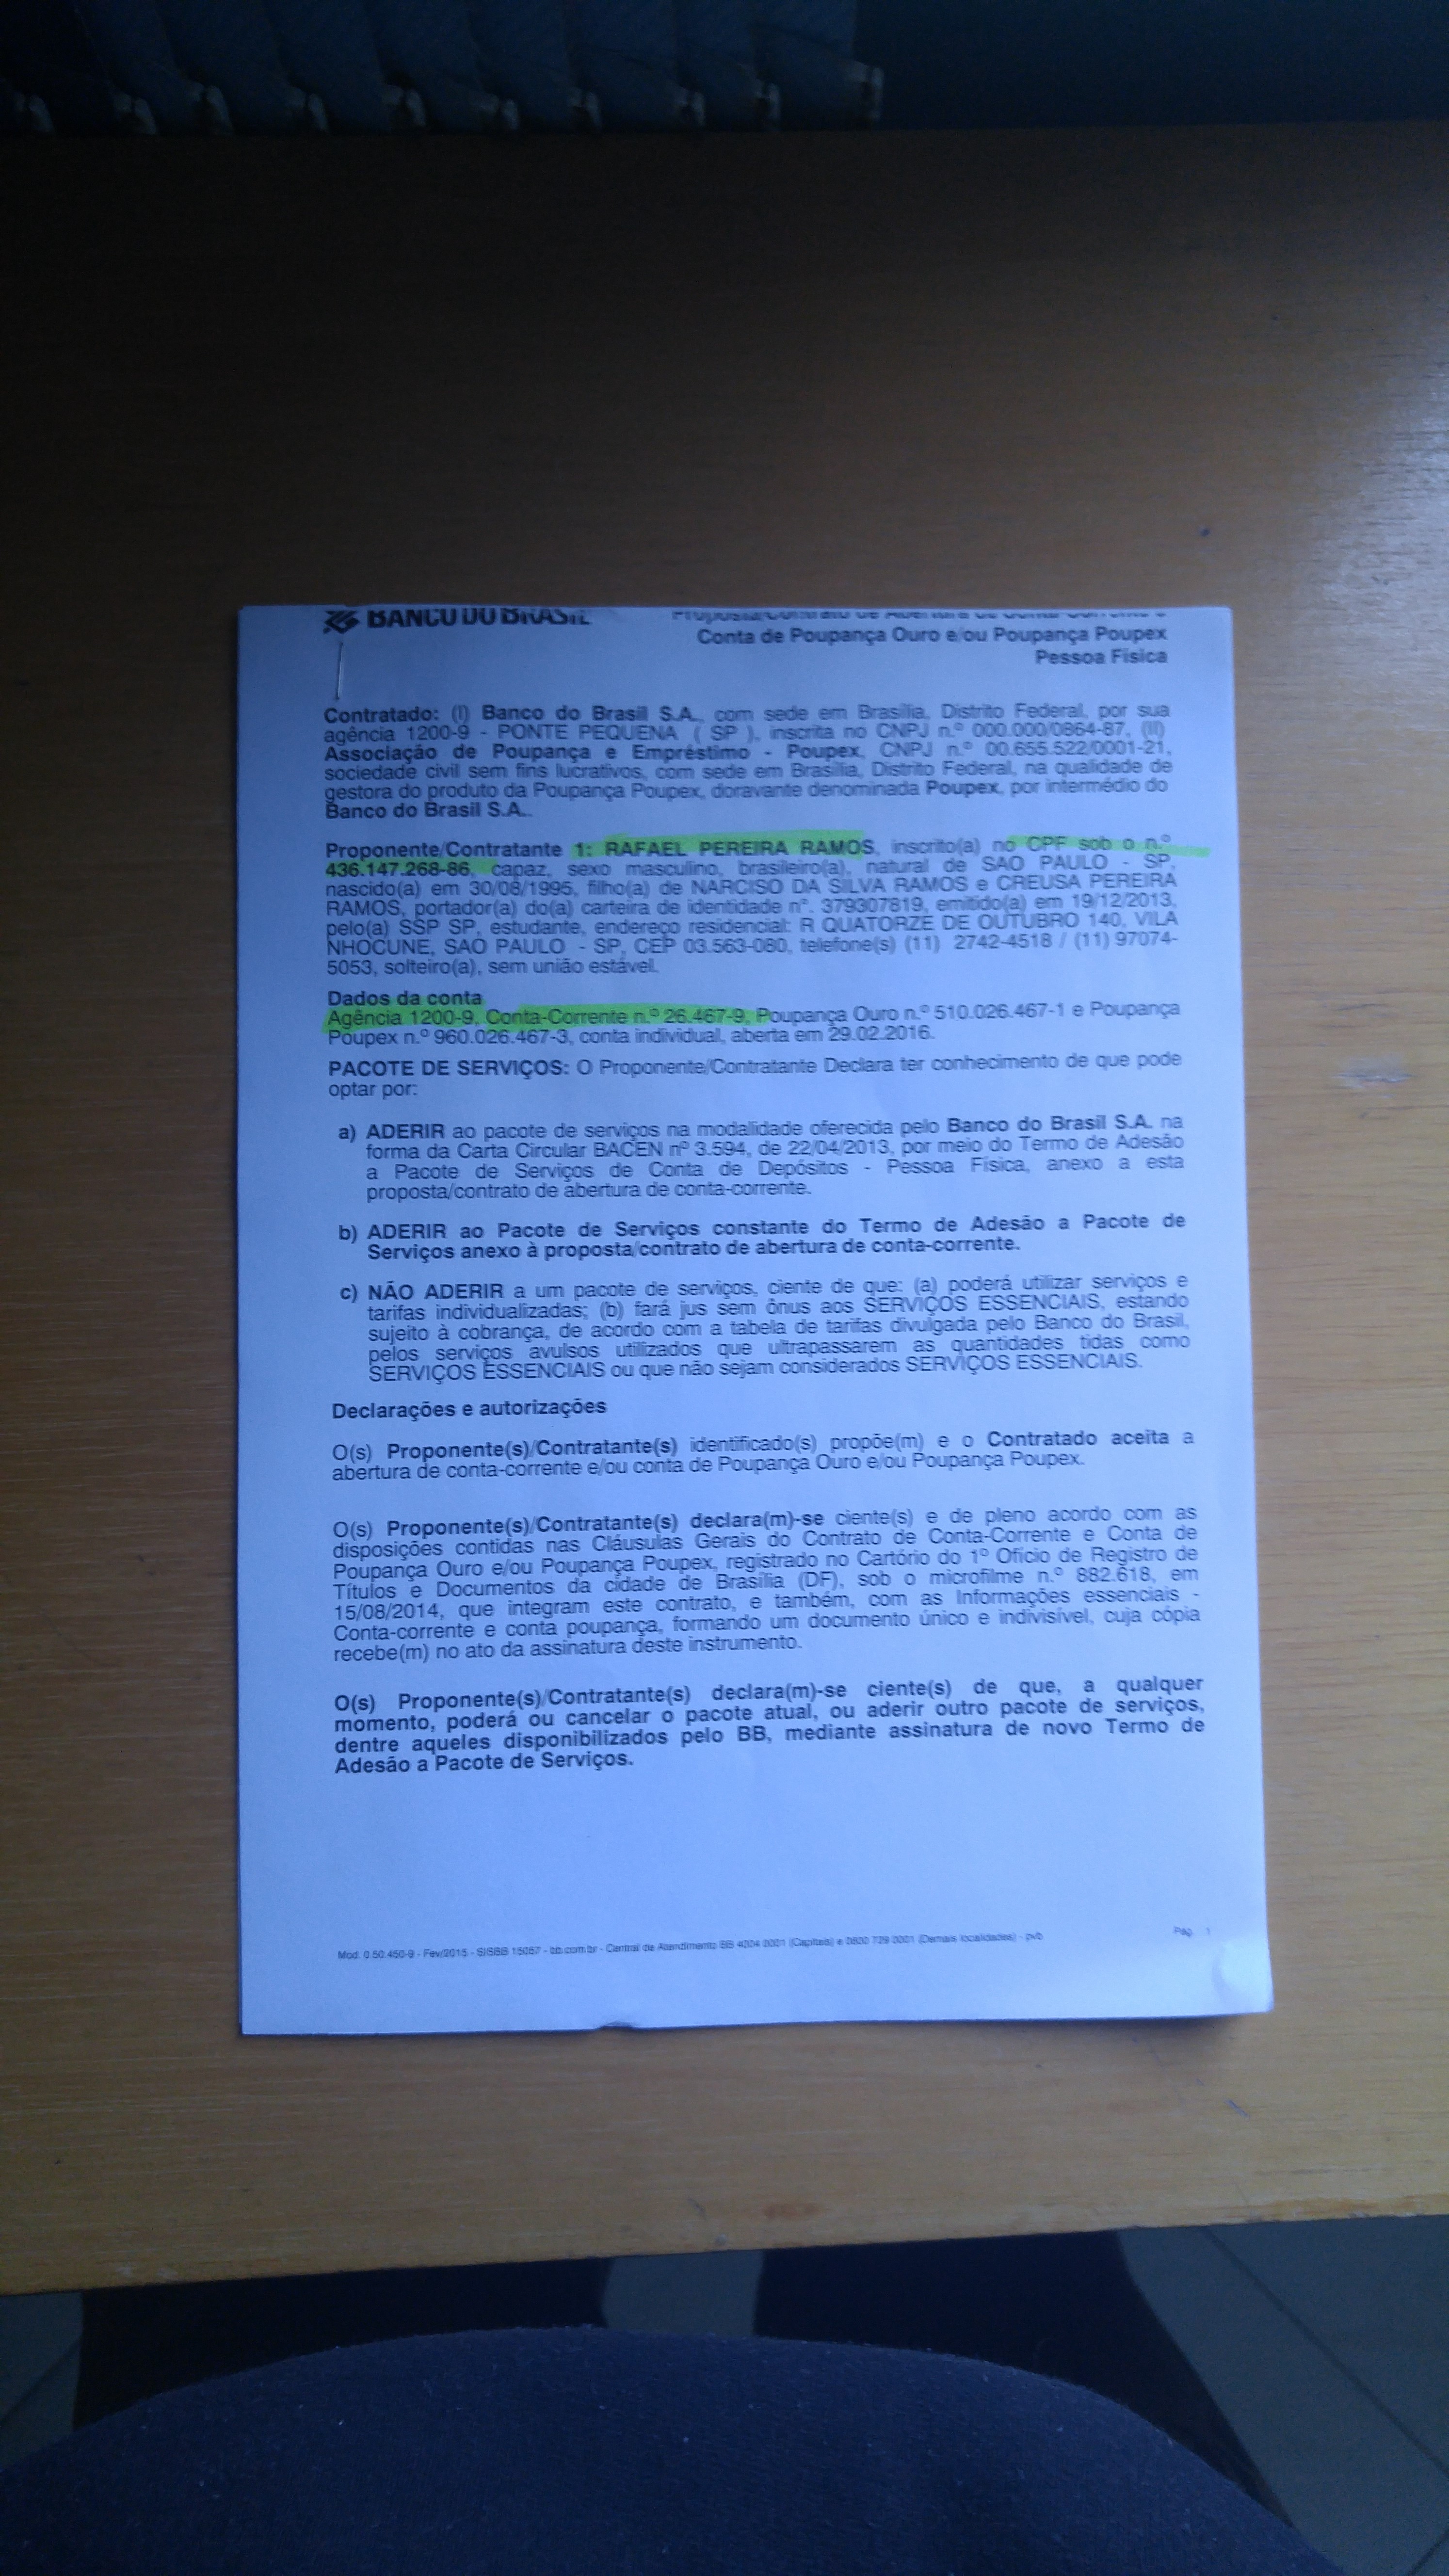 BANCO DO BRASIL
Proposta/Contrato de Abertura de Conta-Corrente e
Conta de Poupança Ouro e/ou Poupança Poupex
Pessoa Física
Contratado: (I) Banco do Brasil S.A., com sede em Brasília, Distrito Federal, por sua
agência 1200-9 - PONTE PEQUENA ( SP ), inscrita no CNPJ n.º 000.000/0864-87, (II)
Associação de Poupança e Empréstimo - Poupex, CNPJ n.º 00.655.522/0001-21,
sociedade civil sem fins lucrativos, com sede em Brasília, Distrito Federal, na qualidade de
gestora do produto da Poupança Poupex, doravante denominada Poupex, por intermédio do
Banco do Brasil S.A..
Proponente/Contratante 1: RAFAEL PEREIRA RAMOS, inscrito(a) no CPF sob o n.º
436.147.268-86, capaz, sexo masculino, brasileiro(a), natural de SAO PAULO - SP,
nascido(a) em 30/08/1995, filho(a) de NARCISO DA SILVA RAMOS e CREUSA PEREIRA
RAMOS, portador(a) do(a) carteira de identidade nº. 379307819, emitido(a) em 19/12/2013,
pelo(a) SSP SP, estudante, endereço residencial: R QUATORZE DE OUTUBRO 140, VILA
NHOCUNE, SAO PAULO - SP, CEP 03.563-080, telefone(s) (11) 2742-4518 / (11) 97074-
5053, solteiro(a), sem união estável.
Dados da conta
Agência 1200-9, Conta-Corrente n.º 26.467-9, Poupança Ouro n.º 510.026.467-1 e Poupança
Poupex n.º 960.026.467-3, conta individual, aberta em 29.02.2016.
PACOTE DE SERVIÇOS: O Proponente/Contratante Declara ter conhecimento de que pode
optar por:
a) ADERIR ao pacote de serviços na modalidade oferecida pelo Banco do Brasil S.A. na
forma da Carta Circular BACEN nº 3.594, de 22/04/2013, por meio do Termo de Adesão
a Pacote de Serviços de Conta de Depósitos - Pessoa Física, anexo a esta
proposta/contrato de abertura de conta-corrente.
b) ADERIR ao Pacote de Serviços constante do Termo de Adesão a Pacote de
Serviços anexo à proposta/contrato de abertura de conta-corrente.
c) NÃO ADERIR a um pacote de serviços, ciente de que: (a) poderá utilizar serviços e
tarifas individualizadas; (b) fará jus sem ônus aos SERVIÇOS ESSENCIAIS, estando
sujeito à cobrança, de acordo com a tabela de tarifas divulgada pelo Banco do Brasil,
pelos serviços avulsos utilizados que ultrapassarem as quantidades tidas como
SERVIÇOS ESSENCIAIS ou que não sejam considerados SERVIÇOS ESSENCIAIS.
Declarações e autorizações
O(s) Proponente(s)/Contratante(s) identificado(s) propõe(m) e o Contratado aceita a
abertura de conta-corrente e/ou conta de Poupança Ouro e/ou Poupança Poupex.
O(s) Proponente(s)/Contratante(s) declara(m)-se ciente(s) e de pleno acordo com as
disposições contidas nas Cláusulas Gerais do Contrato de Conta-Corrente e Conta de
Poupança Ouro e/ou Poupança Poupex, registrado no Cartório do 1º Ofício de Registro de
Títulos e Documentos da cidade de Brasília (DF), sob o microfilme n.º 882.618, em
15/08/2014, que integram este contrato, e também, com as Informações essenciais -
Conta-corrente e conta poupança, formando um documento único e indivisível, cuja cópia
recebe(m) no ato da assinatura deste instrumento.
O(s) Proponente(s)/Contratante(s) declara(m)-se ciente(s) de que, a qualquer
momento, poderá ou cancelar o pacote atual, ou aderir outro pacote de serviços,
dentre aqueles disponibilizados pelo BB, mediante assinatura de novo Termo de
Adesão a Pacote de Serviços.
Mod. 0.50.450-9 - Fev/2015 - SISBB 15067 - bb.com.br - Central de Atendimento BB 4004 0001 (Capitais) e 0800 729 0001 (Demais localidades) - pvb
Pág. 1